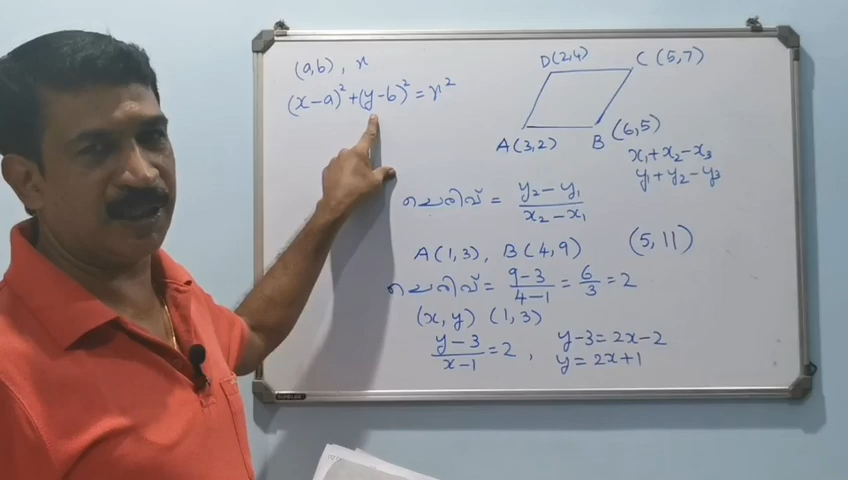 (a,b), r
(x-a)² + (y-b)² = r²
D(2,4) C (5,7)
A(3,2) B (6,5)
x₁+x₂-x₃
y₁+y₂-y₃
ചെരിവ് = (y₂-y₁)/(x₂-x₁)
A(1,3), B(4,9) (5,11)
ചെരിവ് = (9-3)/(4-1) = 6/3 = 2
(x,y) (1,3)
(y-3)/(x-1) = 2, y-3=2x-2
y=2x+1